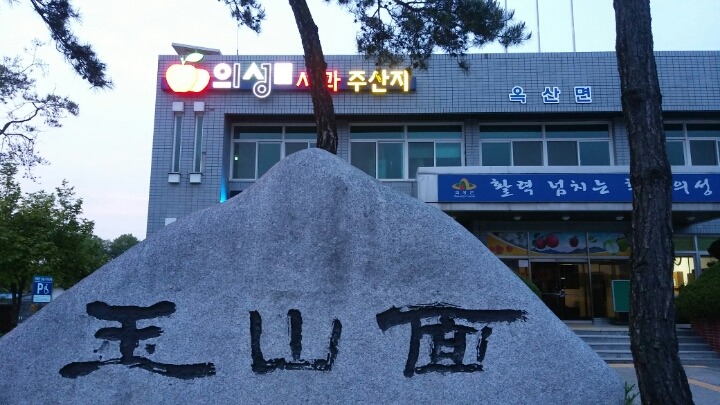 의성 사과 주산지
옥산면
활력 넘치는 의성
玉山面